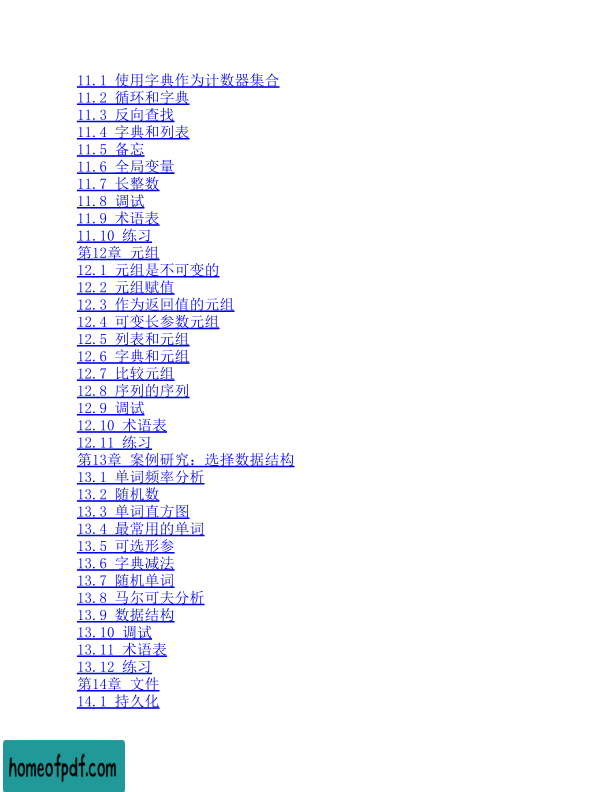 11.1 使用字典作为计数器集合
11.2 循环和字典
11.3 反向查找
11.4 字典和列表
11.5 备忘
11.6 全局变量
11.7 长整数
11.8 调试
11.9 术语表
11.10 练习
第12章 元组
12.1 元组是不可变的
12.2 元组赋值
12.3 作为返回值的元组
12.4 可变长参数元组
12.5 列表和元组
12.6 字典和元组
12.7 比较元组
12.8 序列的序列
12.9 调试
12.10 术语表
12.11 练习
第13章 案例研究：选择数据结构
13.1 单词频率分析
13.2 随机数
13.3 单词直方图
13.4 最常用的单词
13.5 可选形参
13.6 字典减法
13.7 随机单词
13.8 马尔可夫分析
13.9 数据结构
13.10 调试
13.11 术语表
13.12 练习
第14章 文件
14.1 持久化
homeofpdf.com